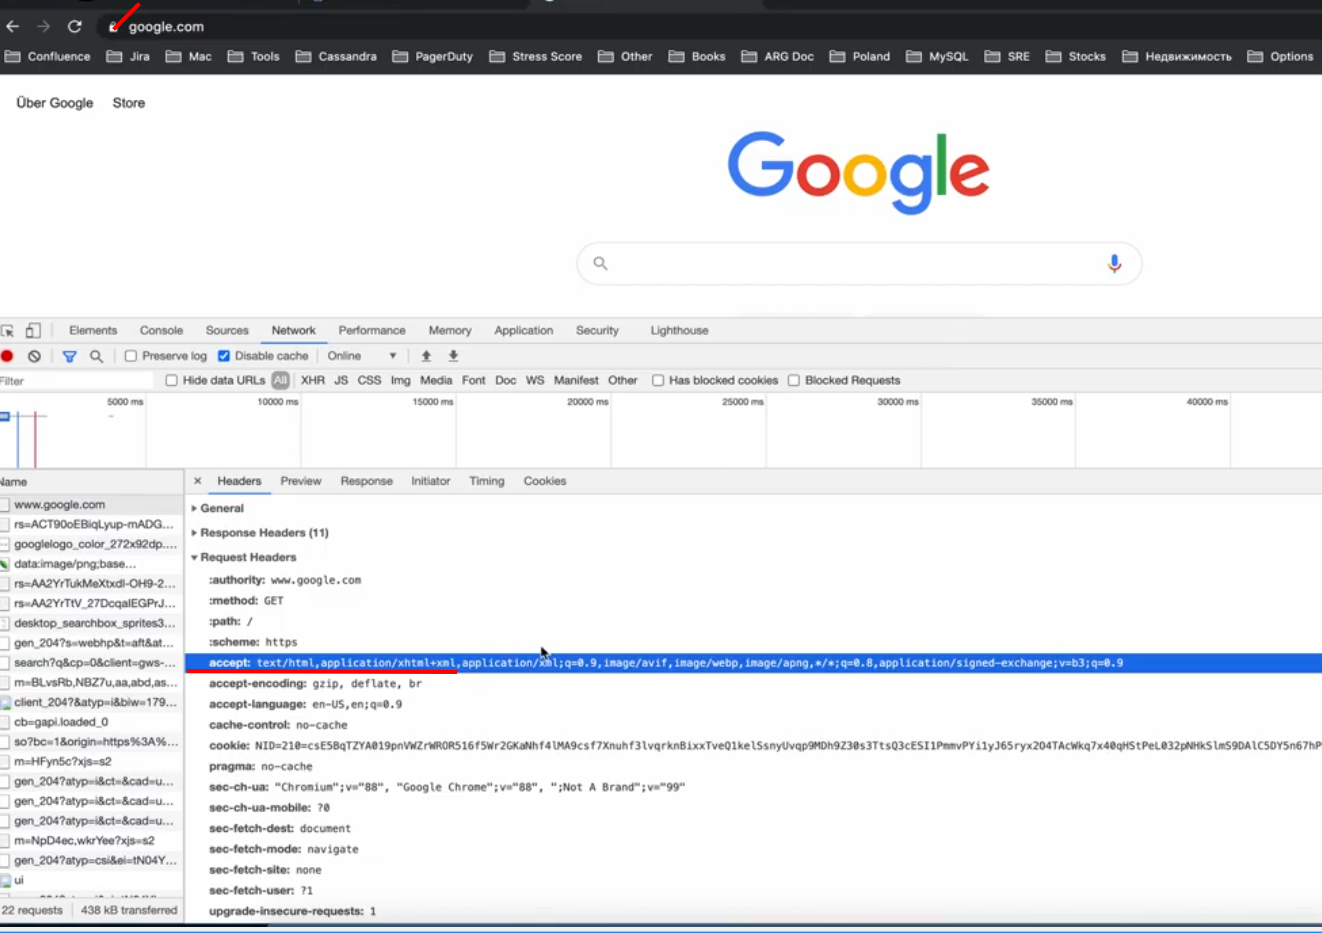 google.com
Confluence Jira Mac Tools Cassandra PagerDuty Stress Score Other Books ARG Doc Poland MySQL SRE Stocks Недвижимость Options
Über Google Store
Google
Elements Console Sources Network Performance Memory Application Security Lighthouse
Preserve log Disable cache Online
Filter Hide data URLs All XHR JS CSS Img Media Font Doc WS Manifest Other Has blocked cookies Blocked Requests
5000 ms 10000 ms 15000 ms 20000 ms 25000 ms 30000 ms 35000 ms 40000 ms
Name
www.google.com
rs=ACT90oEBiqLyup-mADG...
googlelogo_color_272x92dp....
data:image/png;base...
rs=AA2YrTukMeXtxdl-OH9-2...
rs=AA2YrTtV_27DcqaIEGPrJ...
desktop_searchbox_sprites3...
gen_204?s=webhp&t=aft&at...
search?q&cp=0&client=gws-...
m=BLvsRb,NBZ7u,aa,abd,as...
client_204?&atyp=i&biw=179...
cb=gapi.loaded_0
so?bc=1&origin=https%3A%...
m=HFyn5c?xjs=s2
gen_204?atyp=i&ct=&cad=u...
gen_204?atyp=i&ct=&cad=u...
gen_204?atyp=i&ct=&cad=u...
m=NpD4ec,wkrYee?xjs=s2
gen_204?atyp=csi&ei=tN04Y...
ui
22 requests 438 kB transferred
× Headers Preview Response Initiator Timing Cookies
General
Response Headers (11)
Request Headers
:authority: www.google.com
:method: GET
:path: /
:scheme: https
accept: text/html,application/xhtml+xml,application/xml;q=0.9,image/avif,image/webp,image/apng,*/*;q=0.8,application/signed-exchange;v=b3;q=0.9
accept-encoding: gzip, deflate, br
accept-language: en-US,en;q=0.9
cache-control: no-cache
cookie:
pragma: no-cache
sec-ch-ua: "Chromium";v="88", "Google Chrome";v="88", ";Not A Brand";v="99"
sec-ch-ua-mobile: ?0
sec-fetch-dest: document
sec-fetch-mode: navigate
sec-fetch-site: none
sec-fetch-user: ?1
upgrade-insecure-requests: 1